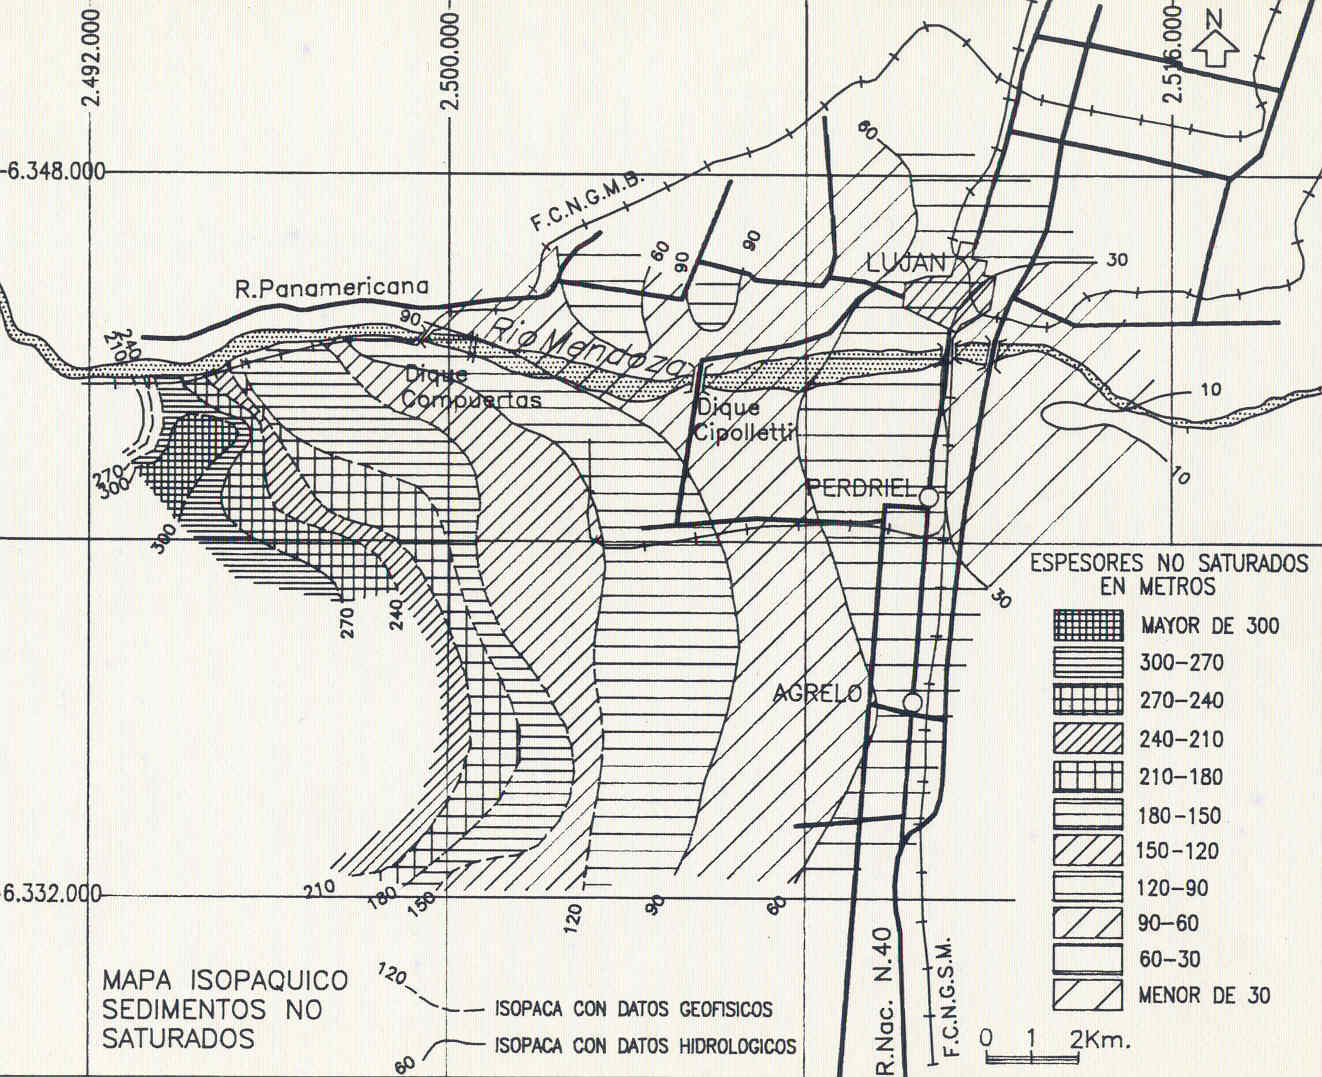 2.492.000
2.500.000
2.516.000
N
6.348.000
60
F.C.N.G.M.B.
60
90
90
LUJAN
30
R.Panamericana
90
Rio Mendoza
240
210
Dique
Compuertas
Dique
Cipolletti
10
10
270
300
300
PERDRIEL
30
270
240
AGRELO
ESPESORES NO SATURADOS
EN METROS
MAYOR DE 300
300-270
270-240
240-210
210-180
180-150
150-120
120-90
90-60
60-30
MENOR DE 30
6.332.000
210
180
150
120
90
60
R.Nac. N.40
F.C.N.G.S.M.
MAPA ISOPAQUICO
SEDIMENTOS NO
SATURADOS
120
ISOPACA CON DATOS GEOFISICOS
60
ISOPACA CON DATOS HIDROLOGICOS
0 1 2Km.